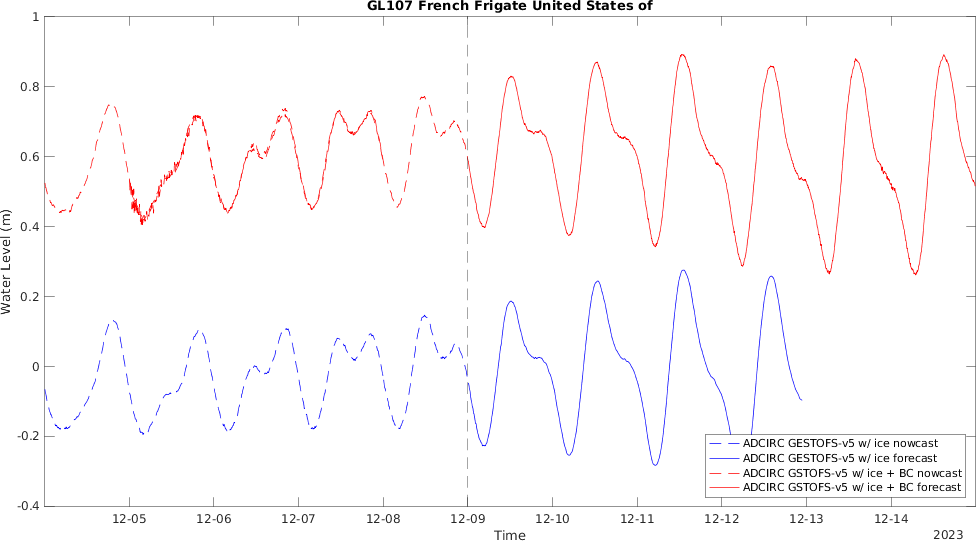 GL107 French Frigate United States of
1
0.8
0.6
0.4
0.2
0
-0.2
-0.4
Water Level (m)
ADCIRC GESTOFS-v5 w/ ice nowcast
ADCIRC GESTOFS-v5 w/ ice forecast
ADCIRC GSTOFS-v5 w/ ice + BC nowcast
ADCIRC GSTOFS-v5 w/ ice + BC forecast
12-05 12-06 12-07 12-08 12-09 12-10 12-11 12-12 12-13 12-14
Time
2023